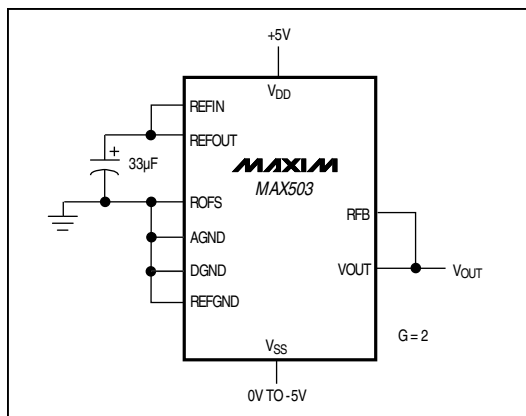 +5V
VDD
REFIN
REFOUT
+
33µF
MAXIM
MAX503
ROFS
RFB
AGND
DGND
VOUT
VOUT
REFGND
VSS
G = 2
0V TO -5V